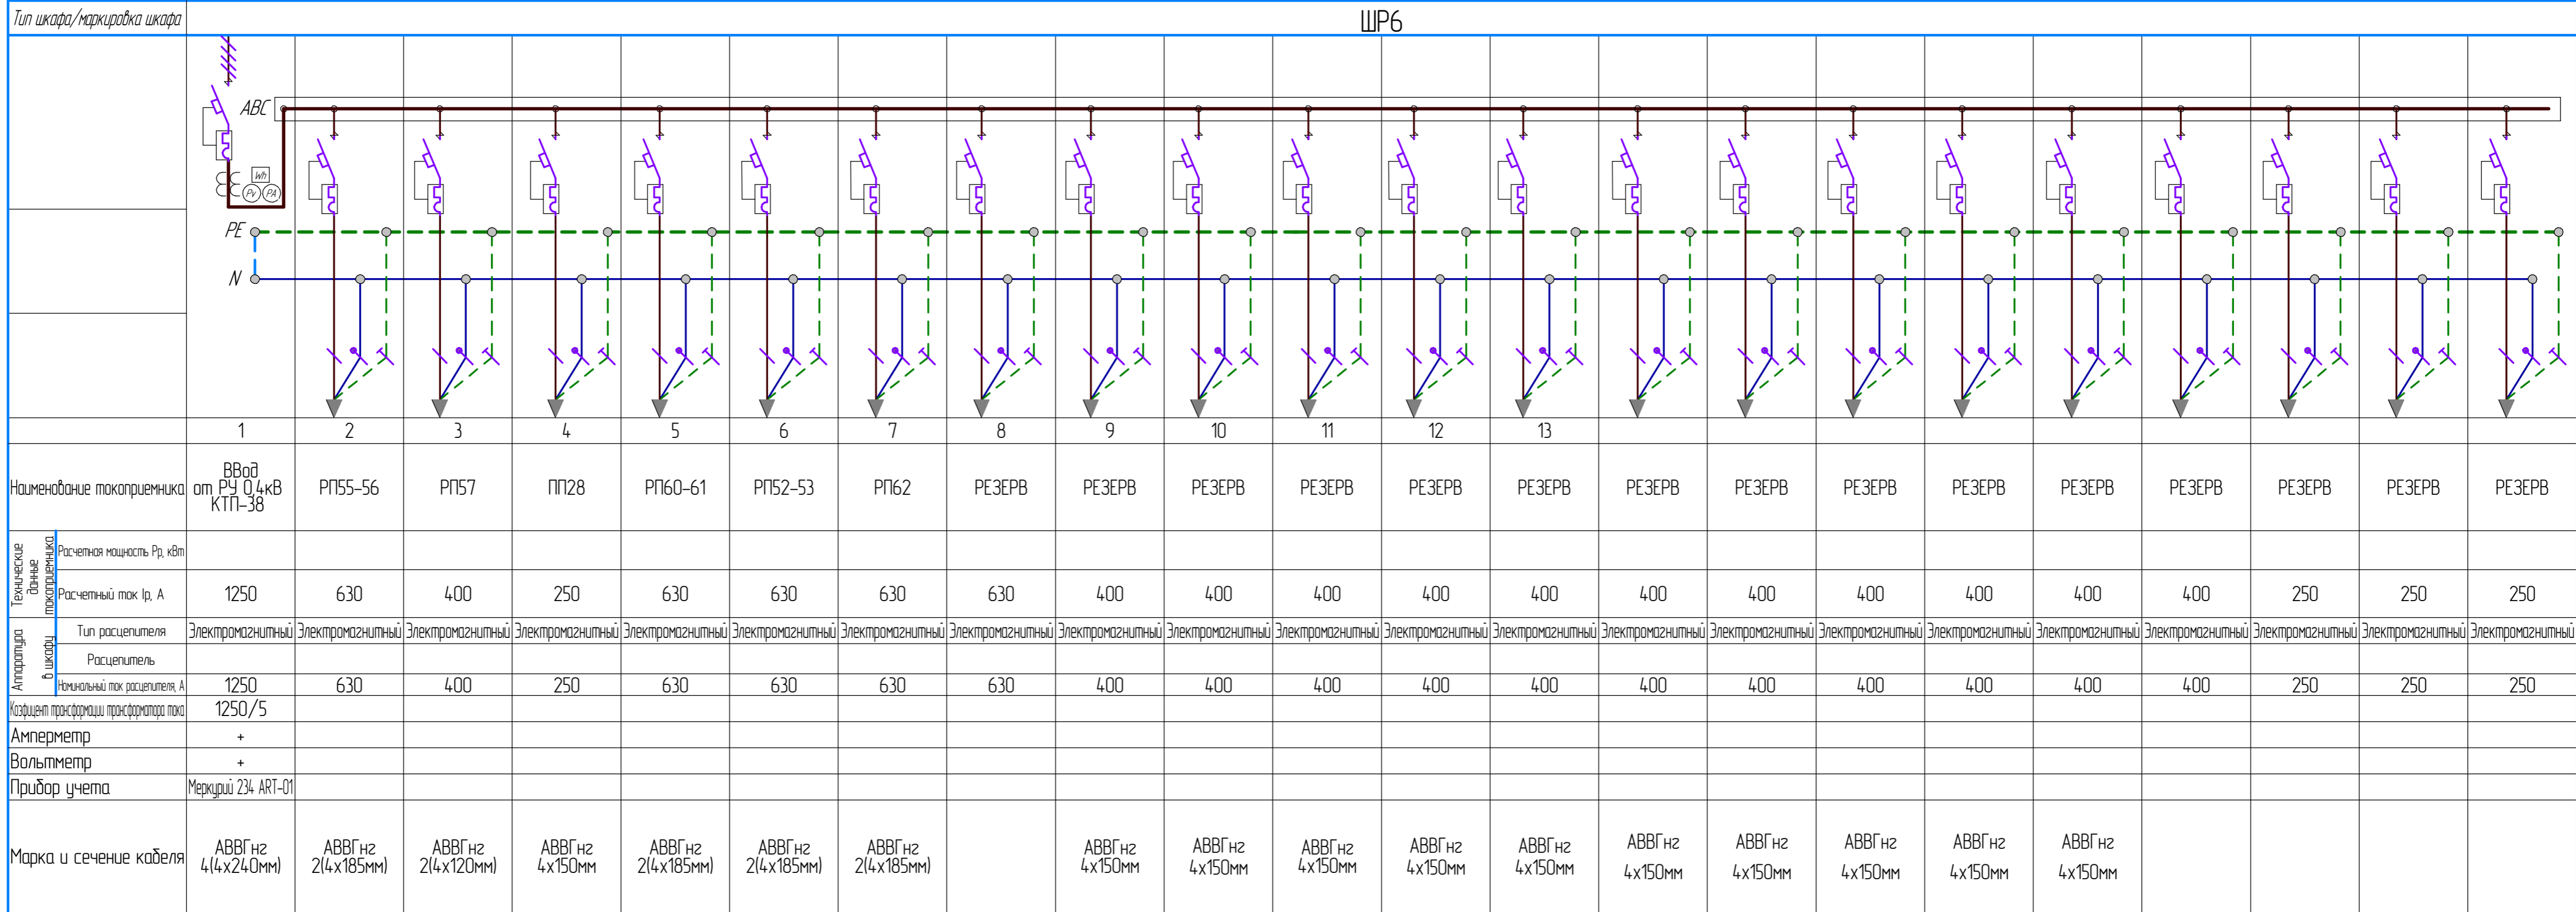 Тип шкафа/маркировка шкафа
ШР6
ABC
Wh
Pv PA
PE
N
1 2 3 4 5 6 7 8 9 10 11 12 13
Наименование токоприемника
ВВод
от РУ 0,4кВ
КТП-38
РП55-56 РП57 ПП28 РП60-61 РП52-53 РП62 РЕЗЕРВ РЕЗЕРВ РЕЗЕРВ РЕЗЕРВ РЕЗЕРВ РЕЗЕРВ РЕЗЕРВ РЕЗЕРВ РЕЗЕРВ РЕЗЕРВ РЕЗЕРВ РЕЗЕРВ РЕЗЕРВ РЕЗЕРВ РЕЗЕРВ
Технические
данные
токоприемника
Расчетная мощность Рр, кВт
Расчетный ток Iр, А 1250 630 400 250 630 630 630 630 400 400 400 400 400 400 400 400 400 400 400 250 250 250
Аппаратура
в шкафу
Тип расцепителя Электромагнитный Электромагнитный Электромагнитный Электромагнитный Электромагнитный Электромагнитный Электромагнитный Электромагнитный Электромагнитный Электромагнитный Электромагнитный Электромагнитный Электромагнитный Электромагнитный Электромагнитный Электромагнитный Электромагнитный Электромагнитный Электромагнитный Электромагнитный Электромагнитный Электромагнитный
Расцепитель
Номинальный ток расцепителя, А 1250 630 400 250 630 630 630 630 400 400 400 400 400 400 400 400 400 400 400 250 250 250
Коэфицент трансформации трансформатора тока 1250/5
Амперметр +
Вольтметр +
Прибор учета Меркурий 234 ART-01
Марка и сечение кабеля
АВВГнг
4(4х240мм)
АВВГнг
2(4х185мм)
АВВГнг
2(4х120мм)
АВВГнг
4х150мм
АВВГнг
2(4х185мм)
АВВГнг
2(4х185мм)
АВВГнг
2(4х185мм)
АВВГнг
4х150мм
АВВГнг
4х150мм
АВВГнг
4х150мм
АВВГнг
4х150мм
АВВГнг
4х150мм
АВВГнг
4х150мм
АВВГнг
4х150мм
АВВГнг
4х150мм
АВВГнг
4х150мм
АВВГнг
4х150мм